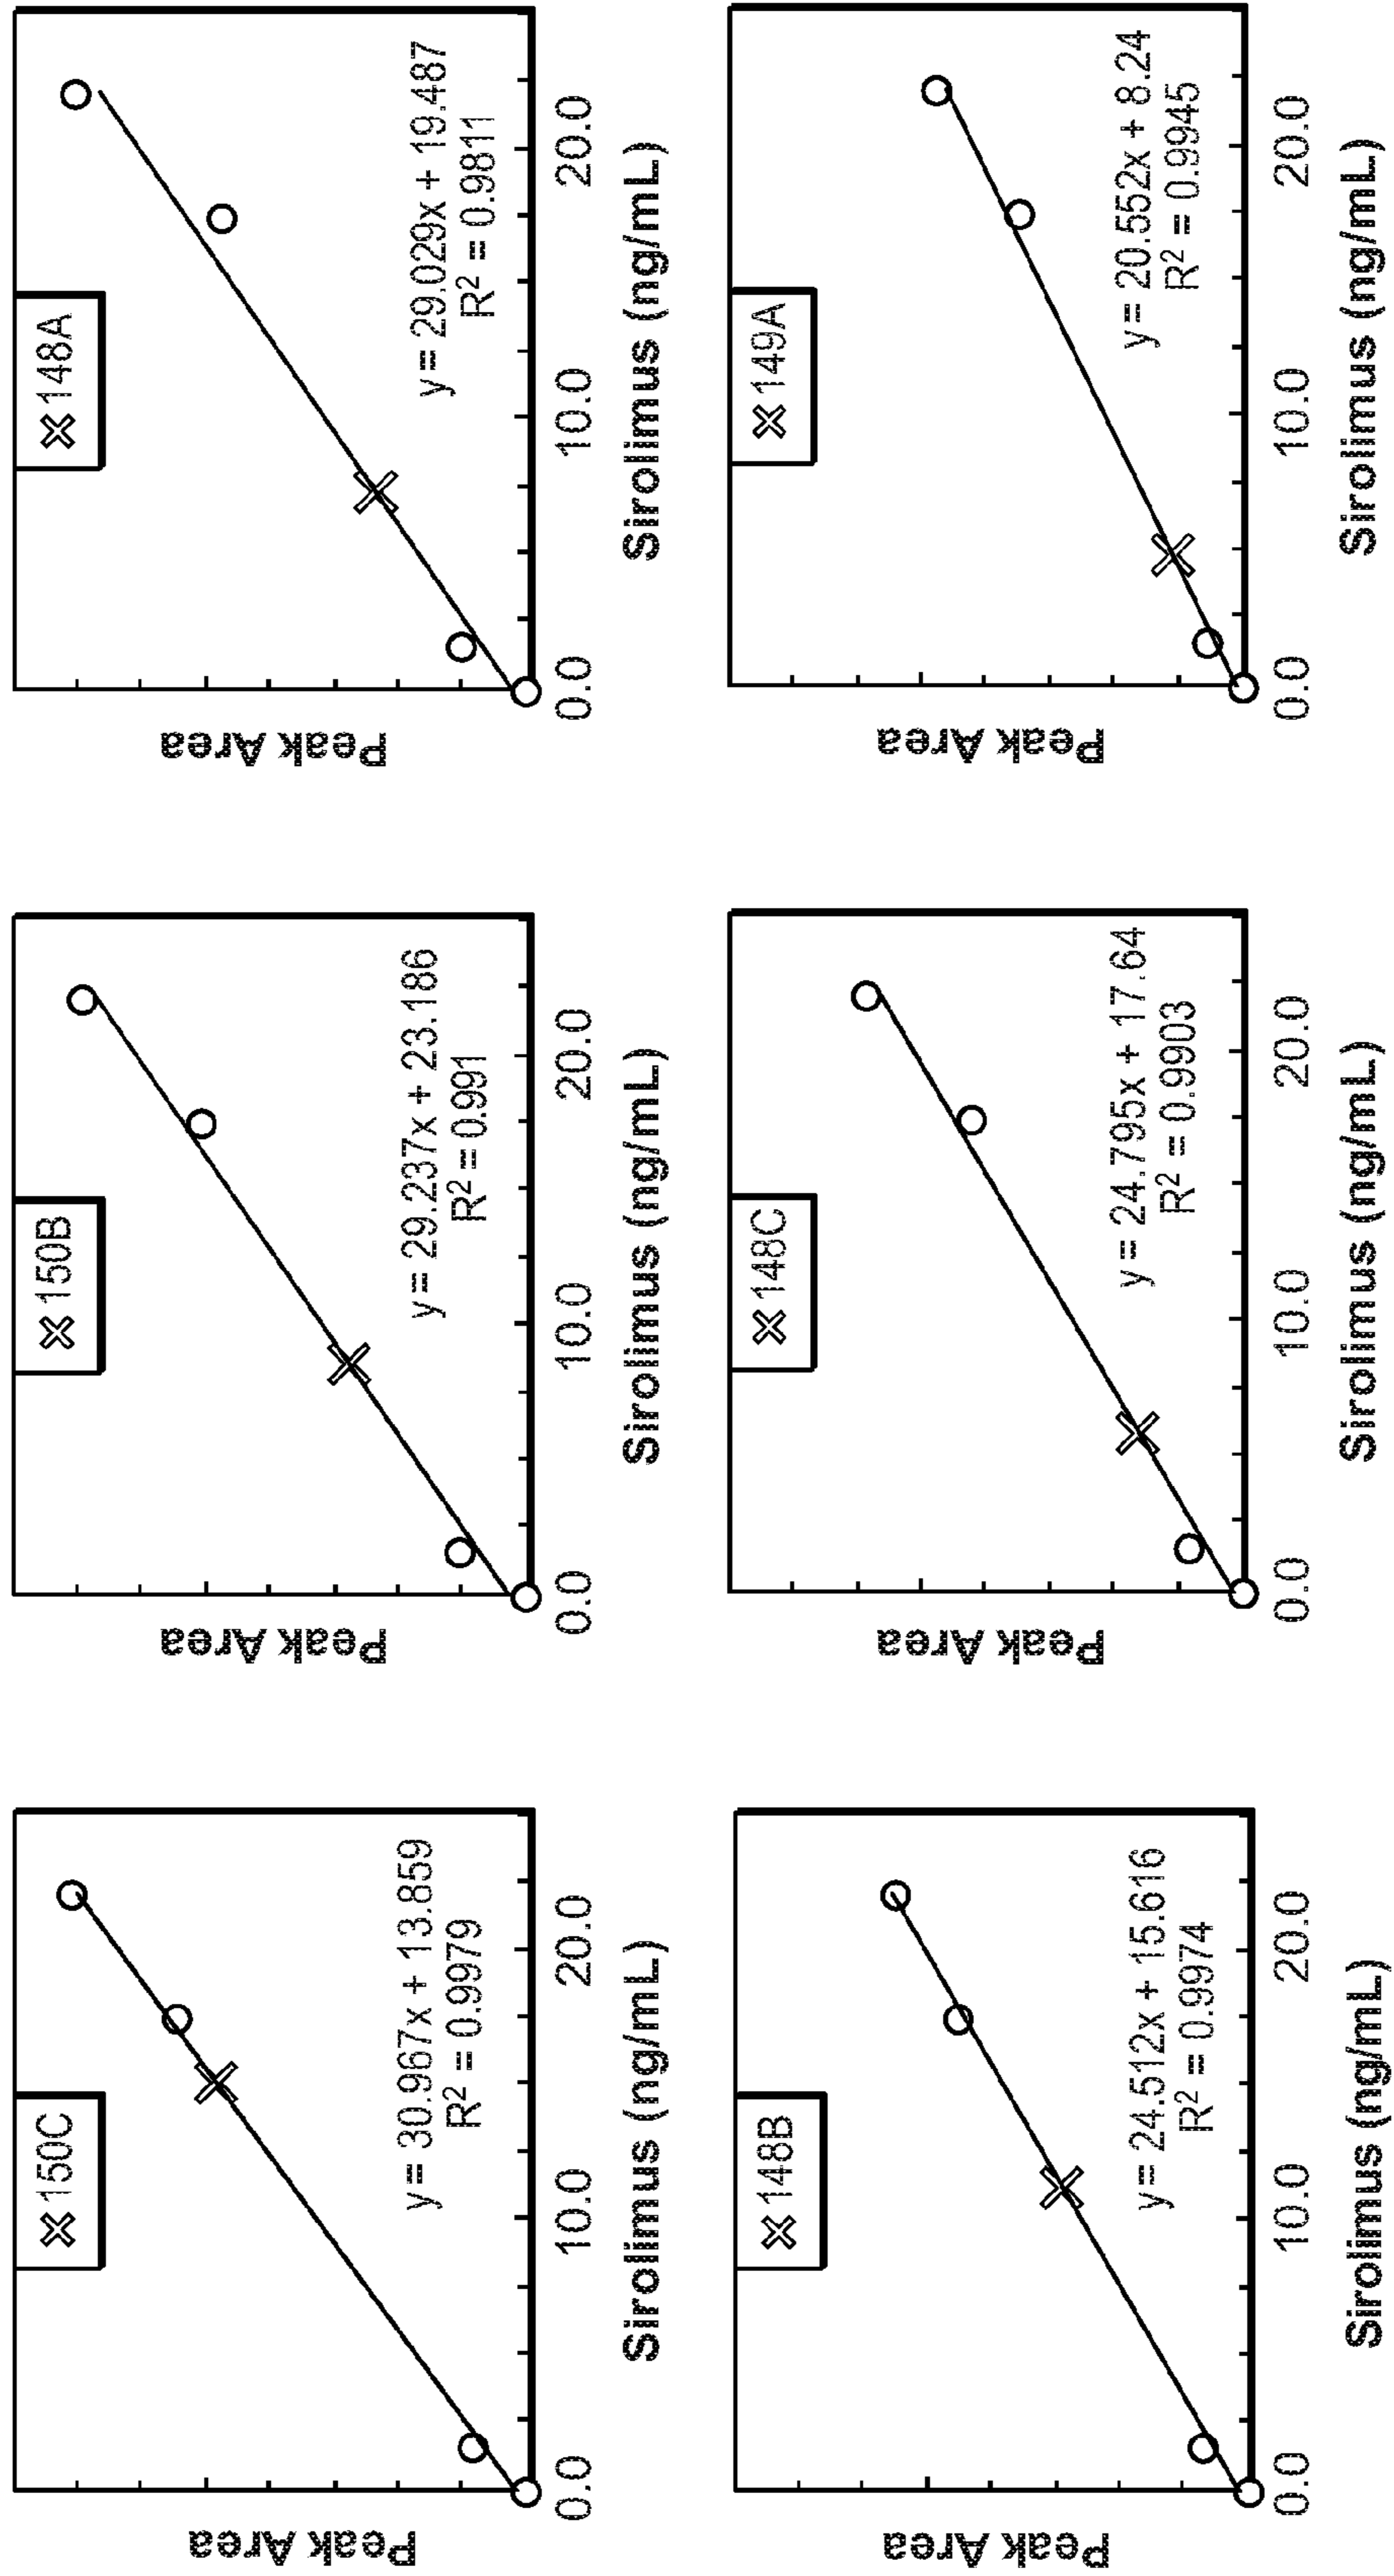 Peak Area
150C
y = 30.967x + 13.859
R² = 0.9979
0.0 10.0 20.0
Sirolimus (ng/mL)
Peak Area
150B
y = 29.237x + 23.186
R² = 0.991
0.0 10.0 20.0
Sirolimus (ng/mL)
Peak Area
148A
y = 29.029x + 19.487
R² = 0.9811
0.0 10.0 20.0
Sirolimus (ng/mL)
Peak Area
148B
y = 24.512x + 15.616
R² = 0.9974
0.0 10.0 20.0
Sirolimus (ng/mL)
Peak Area
148C
y = 24.795x + 17.64
R² = 0.9903
0.0 10.0 20.0
Sirolimus (ng/mL)
Peak Area
149A
y = 20.552x + 8.24
R² = 0.9945
0.0 10.0 20.0
Sirolimus (ng/mL)